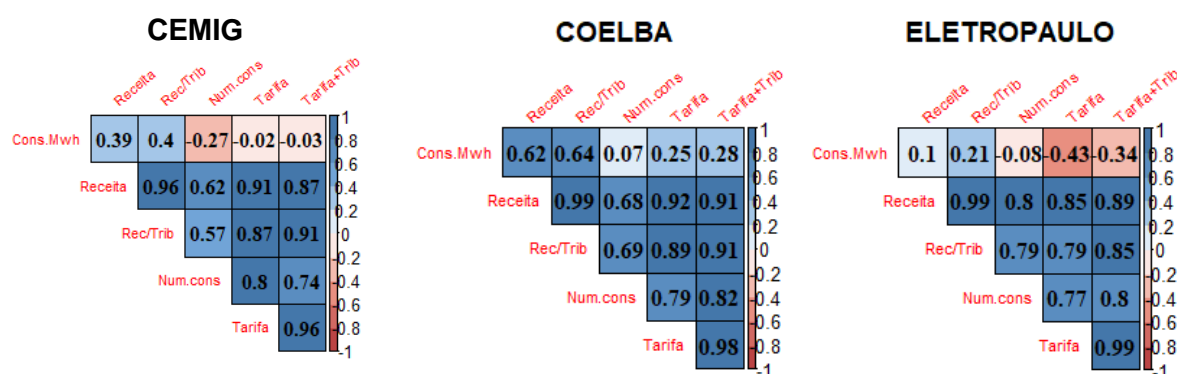 CEMIG
Receita Rec/Trib Num.cons Tarifa Tarifa+Trib
Cons.Mwh 0.39 0.4 -0.27 -0.02 -0.03
Receita 0.96 0.62 0.91 0.87
Rec/Trib 0.57 0.87 0.91
Num.cons 0.8 0.74
Tarifa 0.96
1
0.8
0.6
0.4
0.2
0
-0.2
-0.4
-0.6
-0.8
-1
COELBA
Receita Rec/Trib Num.cons Tarifa Tarifa+Trib
Cons.Mwh 0.62 0.64 0.07 0.25 0.28
Receita 0.99 0.68 0.92 0.91
Rec/Trib 0.69 0.89 0.91
Num.cons 0.79 0.82
Tarifa 0.98
1
0.8
0.6
0.4
0.2
0
-0.2
-0.4
-0.6
-0.8
-1
ELETROPAULO
Receita Rec/Trib Num.cons Tarifa Tarifa+Trib
Cons.Mwh 0.1 0.21 -0.08 -0.43 -0.34
Receita 0.99 0.8 0.85 0.89
Rec/Trib 0.79 0.79 0.85
Num.cons 0.77 0.8
Tarifa 0.99
1
0.8
0.6
0.4
0.2
0
-0.2
-0.4
-0.6
-0.8
-1